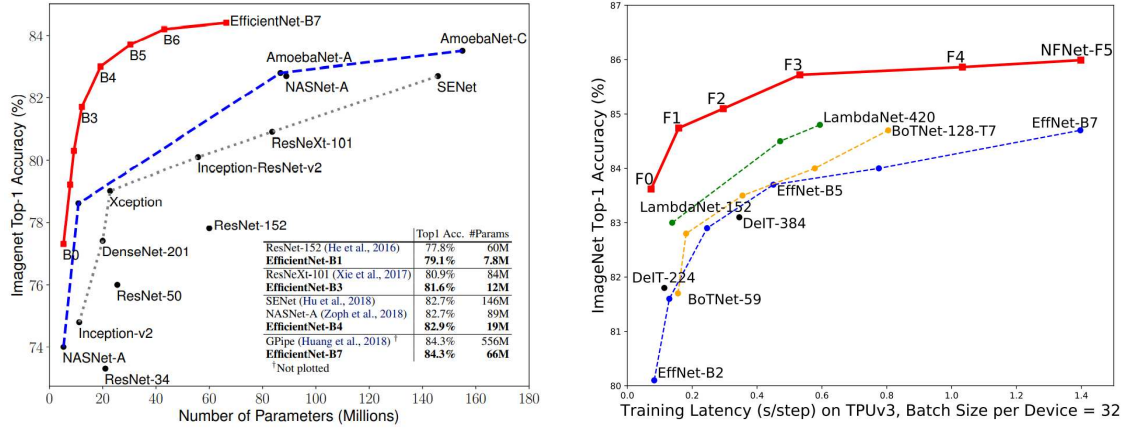 84
82
80
78
76
74
Imagenet Top-1 Accuracy (%)
EfficientNet-B7
B6
B5
B4
B3
B0
AmoebaNet-C
AmoebaNet-A
NASNet-A
SENet
ResNeXt-101
Inception-ResNet-v2
Xception
ResNet-152
DenseNet-201
ResNet-50
Inception-v2
NASNet-A
ResNet-34
Top1 Acc. #Params
ResNet-152 (He et al., 2016) 77.8% 60M
EfficientNet-B1 79.1% 7.8M
ResNeXt-101 (Xie et al., 2017) 80.9% 84M
EfficientNet-B3 81.6% 12M
SENet (Hu et al., 2018) 82.7% 146M
NASNet-A (Zoph et al., 2018) 82.7% 89M
EfficientNet-B4 82.9% 19M
GPipe (Huang et al., 2018) † 84.3% 556M
EfficientNet-B7 84.3% 66M
†Not plotted
0 20 40 60 80 100 120 140 160 180
Number of Parameters (Millions)
87
86
85
84
83
82
81
80
ImageNet Top-1 Accuracy (%)
NFNet-F5
F4
F3
F2
F1
F0
LambdaNet-420
BoTNet-128-T7
EffNet-B7
EffNet-B5
LambdaNet-152
DeIT-384
DeIT-224
BoTNet-59
EffNet-B2
0.0 0.2 0.4 0.6 0.8 1.0 1.2 1.4
Training Latency (s/step) on TPUv3, Batch Size per Device = 32